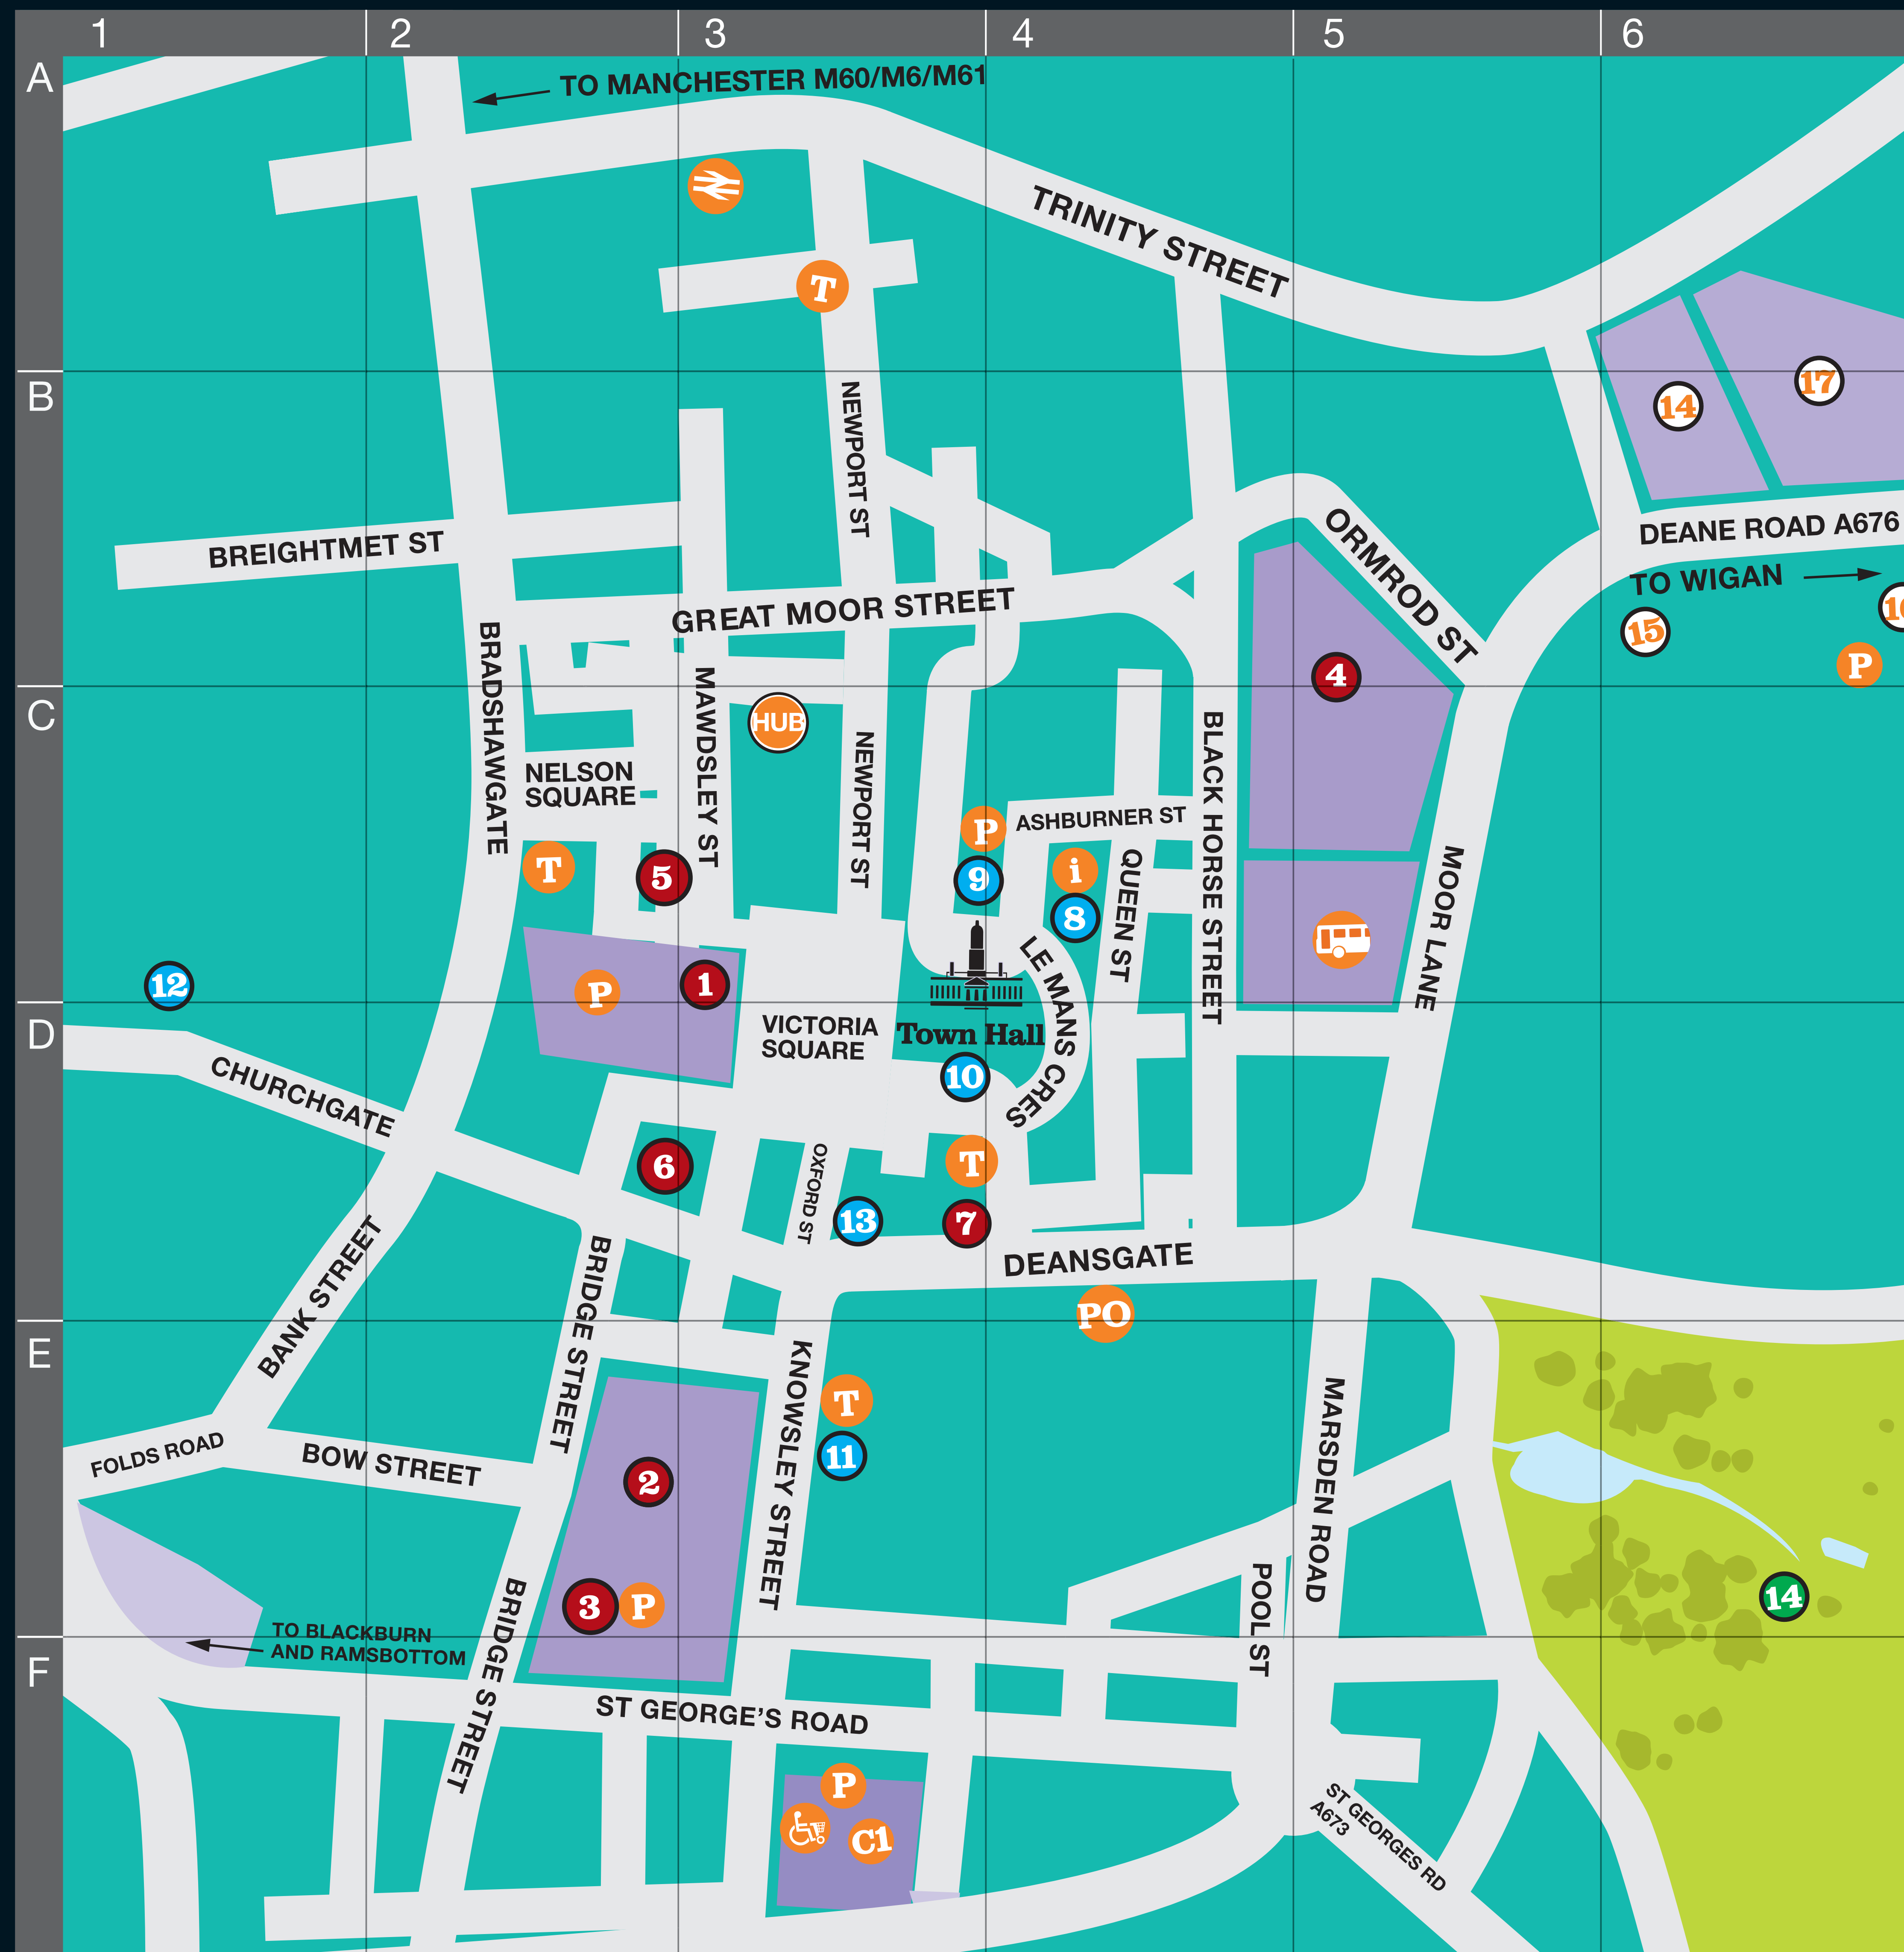 1 2 3 4 5 6
A
TO MANCHESTER M60/M6/M61
TRINITY STREET
T
B
NEWPORT ST
14
17
BREIGHTMET ST
ORMROD ST
DEANE ROAD A676
TO WIGAN
GREAT MOOR STREET
15
P
4
BRADSHAWGATE
MAWDSLEY ST
C
HUB
NEWPORT ST
BLACK HORSE STREET
NELSON
SQUARE
P
ASHBURNER ST
T
5
9
i
8
QUEEN ST
MOOR LANE
LE MANS CRES
12
P
1
D
VICTORIA
SQUARE
Town Hall
CHURCHGATE
10
6
OXFORD ST
T
13
7
BANK STREET
BRIDGE STREET
DEANSGATE
PO
E
KNOWSLEY STREET
T
11
MARSDEN ROAD
FOLDS ROAD
BOW STREET
2
3
P
POOL ST
14
BRIDGE STREET
TO BLACKBURN
AND RAMSBOTTOM
F
ST GEORGE'S ROAD
P
C1
ST GEORGES RD
A673